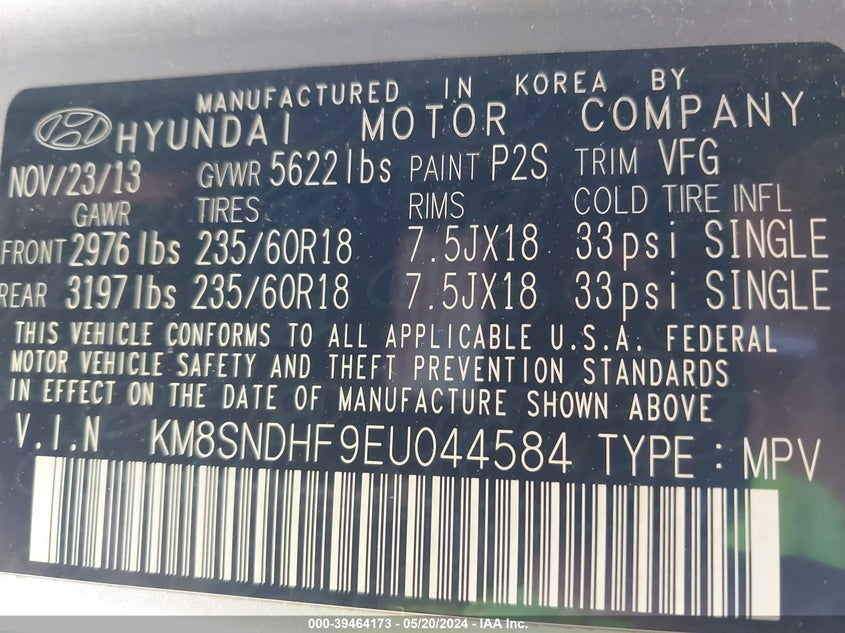 MANUFACTURED IN KOREA BY
HYUNDAI MOTOR COMPANY
NOV/23/13 GVWR 5622lbs PAINT P2S TRIM VFG
GAWR TIRES RIMS COLD TIRE INFL
FRONT 2976lbs 235/60R18 7.5JX18 33psi SINGLE
REAR 3197lbs 235/60R18 7.5JX18 33psi SINGLE
THIS VEHICLE CONFORMS TO ALL APPLICABLE U.S.A. FEDERAL
MOTOR VEHICLE SAFETY AND THEFT PREVENTION STANDARDS
IN EFFECT ON THE DATE OF MANUFACTURE SHOWN ABOVE
V.I.N KM8SNDHF9EU044584 TYPE : MPV
000-39464173 - 05/20/2024 - IAA Inc.